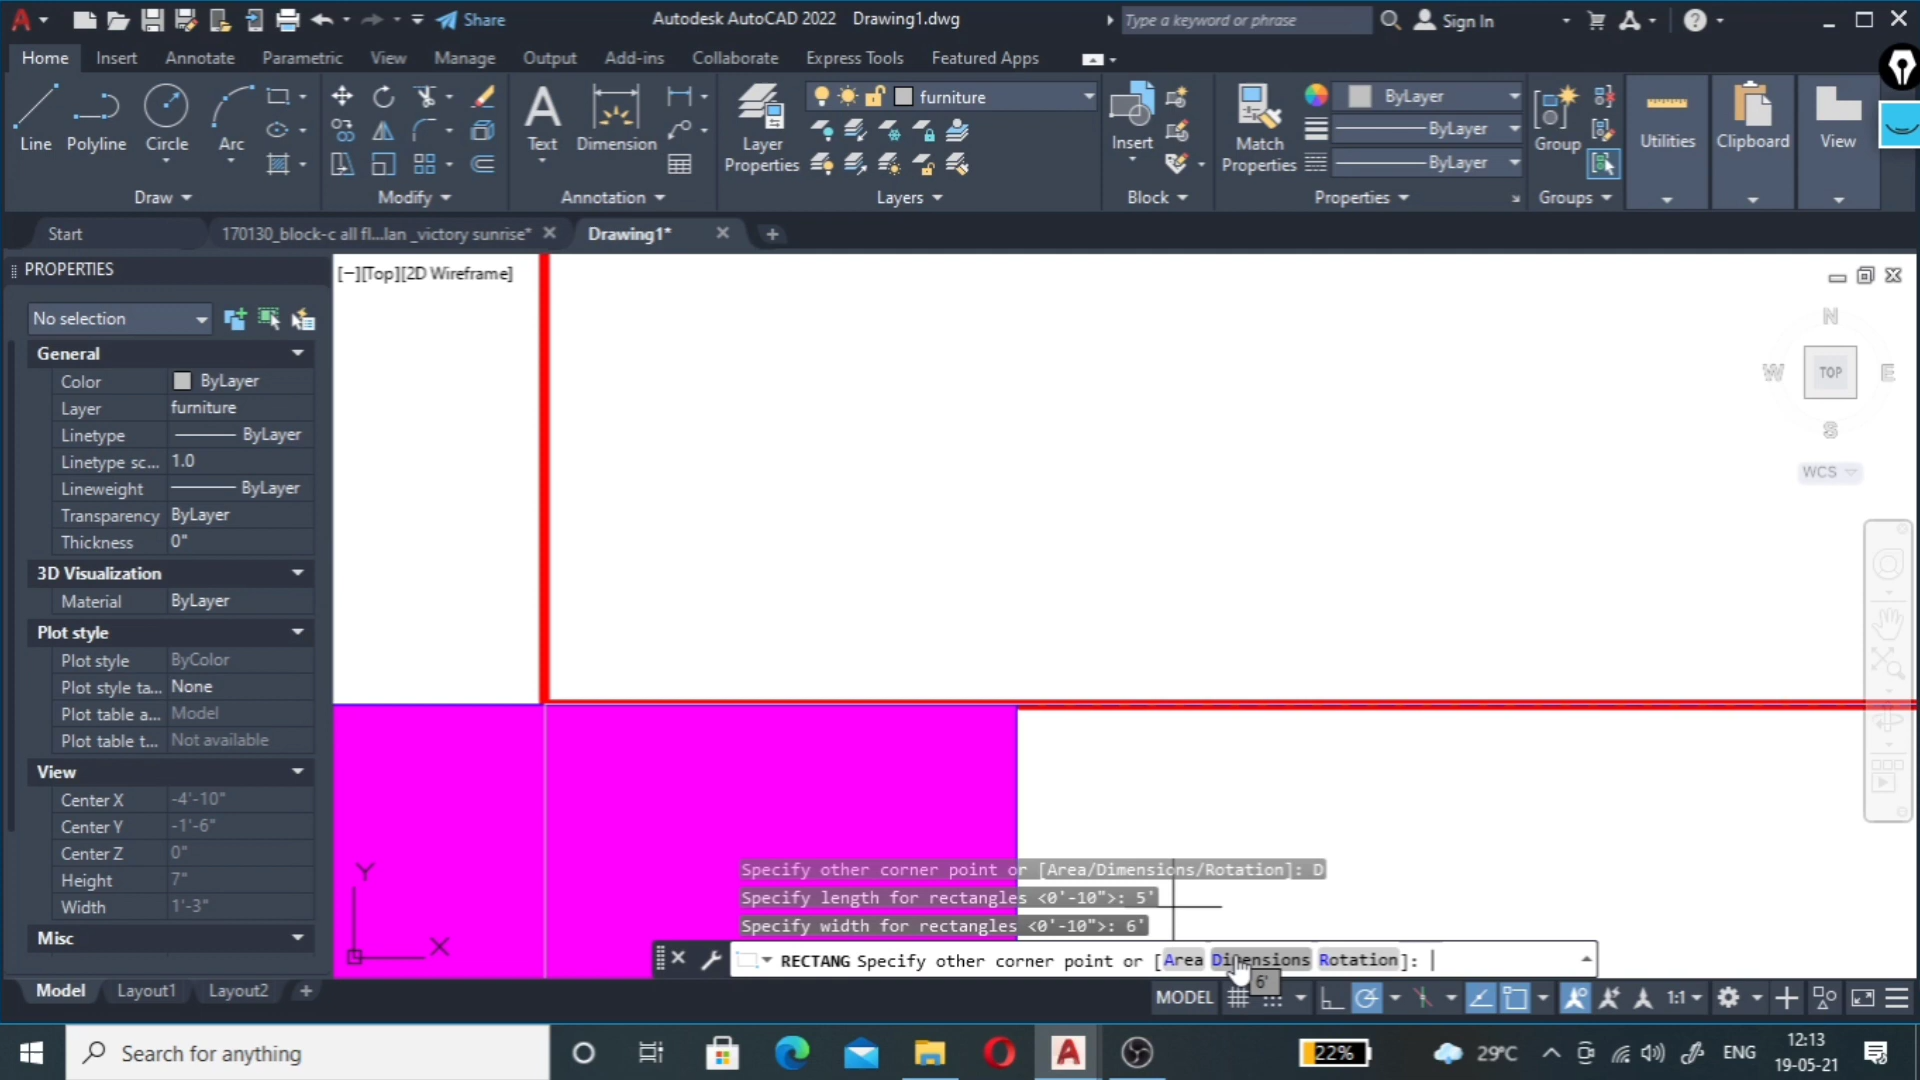 Share
Autodesk AutoCAD 2022 Drawing1.dwg
Type a keyword or phrase
Sign In
Home Insert Annotate Parametric View Manage Output Add-ins Collaborate Express Tools Featured Apps
furniture
ByLayer
ByLayer
ByLayer
Line Polyline Circle Arc
Text Dimension
Layer Properties
Insert
Match Properties
Group
Utilities Clipboard View
Draw Modify Annotation Layers Block Properties Groups
Start 170130_block-c all fl...lan _victory sunrise* Drawing1*
PROPERTIES
[−][Top][2D Wireframe]
No selection
General
Color ByLayer
Layer furniture
Linetype ByLayer
Linetype sc... 1.0
Lineweight ByLayer
Transparency ByLayer
Thickness 0"
3D Visualization
Material ByLayer
Plot style
Plot style ByColor
Plot style ta... None
Plot table a... Model
Plot table t... Not available
View
Center X -4'-10"
Center Y -1'-6"
Center Z 0"
Height 7"
Width 1'-3"
Misc
N
W TOP E
S
WCS
Y
X
Specify other corner point or [Area/Dimensions/Rotation]: D
Specify length for rectangles <0'-10">: 5'
Specify width for rectangles <0'-10">: 6'
RECTANG Specify other corner point or [Area Dimensions Rotation]:
6'
Model Layout1 Layout2
MODEL 1:1
Search for anything
22%
29°C
ENG
12:13
19-05-21